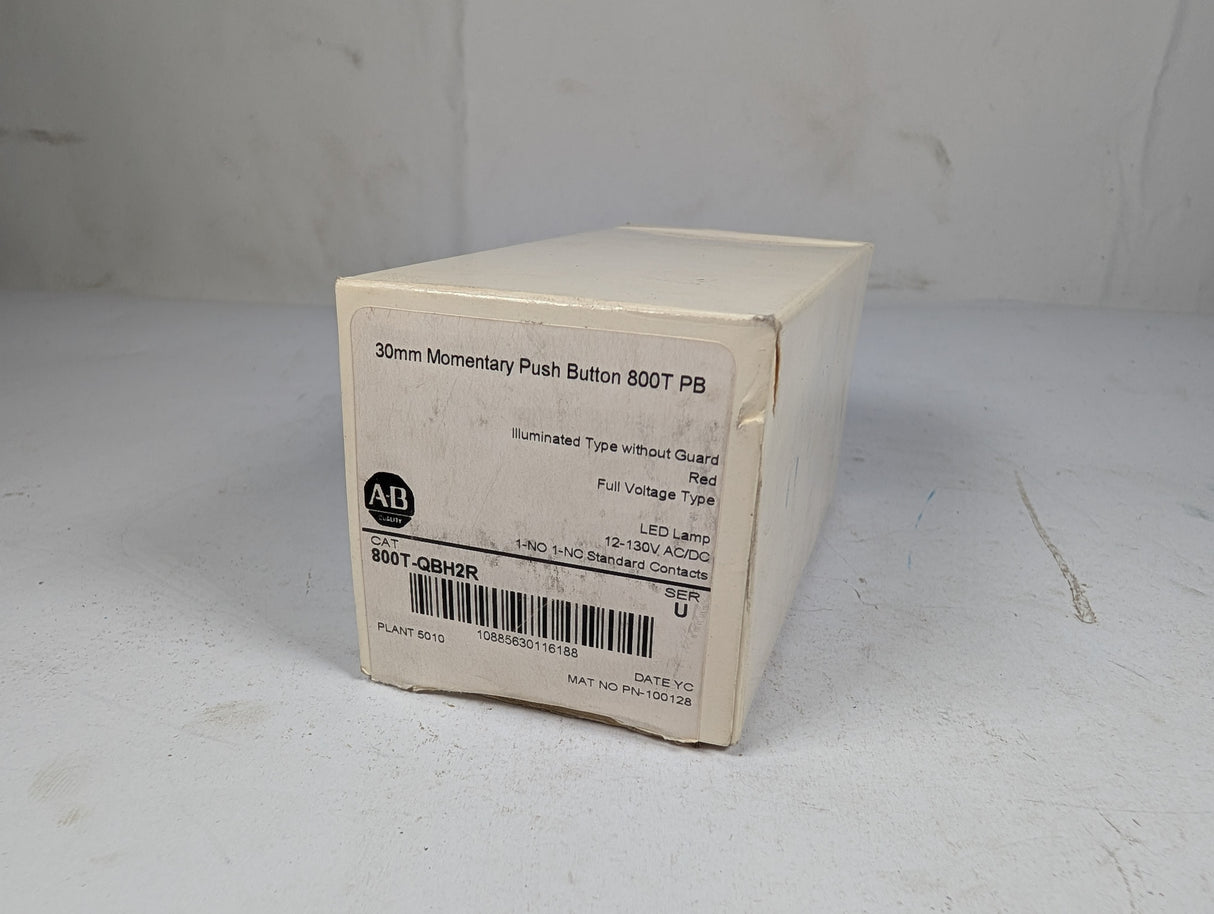 30mm Momentary Push Button 800T PB
Illuminated Type without Guard
Red
Full Voltage Type
LED Lamp
12-130V AC/DC
1-NO 1-NC Standard Contacts
A-B
QUALITY
CAT
800T-QBH2R
SER
U
10885630116188
PLANT 5010
DATE YC
MAT NO PN-100128